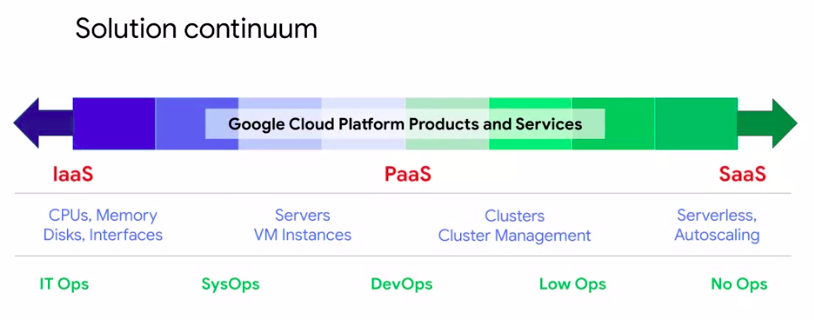 Solution continuum
Google Cloud Platform Products and Services
IaaS PaaS SaaS
CPUs, Memory Servers Clusters Serverless,
Disks, Interfaces VM Instances Cluster Management Autoscaling
IT Ops SysOps DevOps Low Ops No Ops